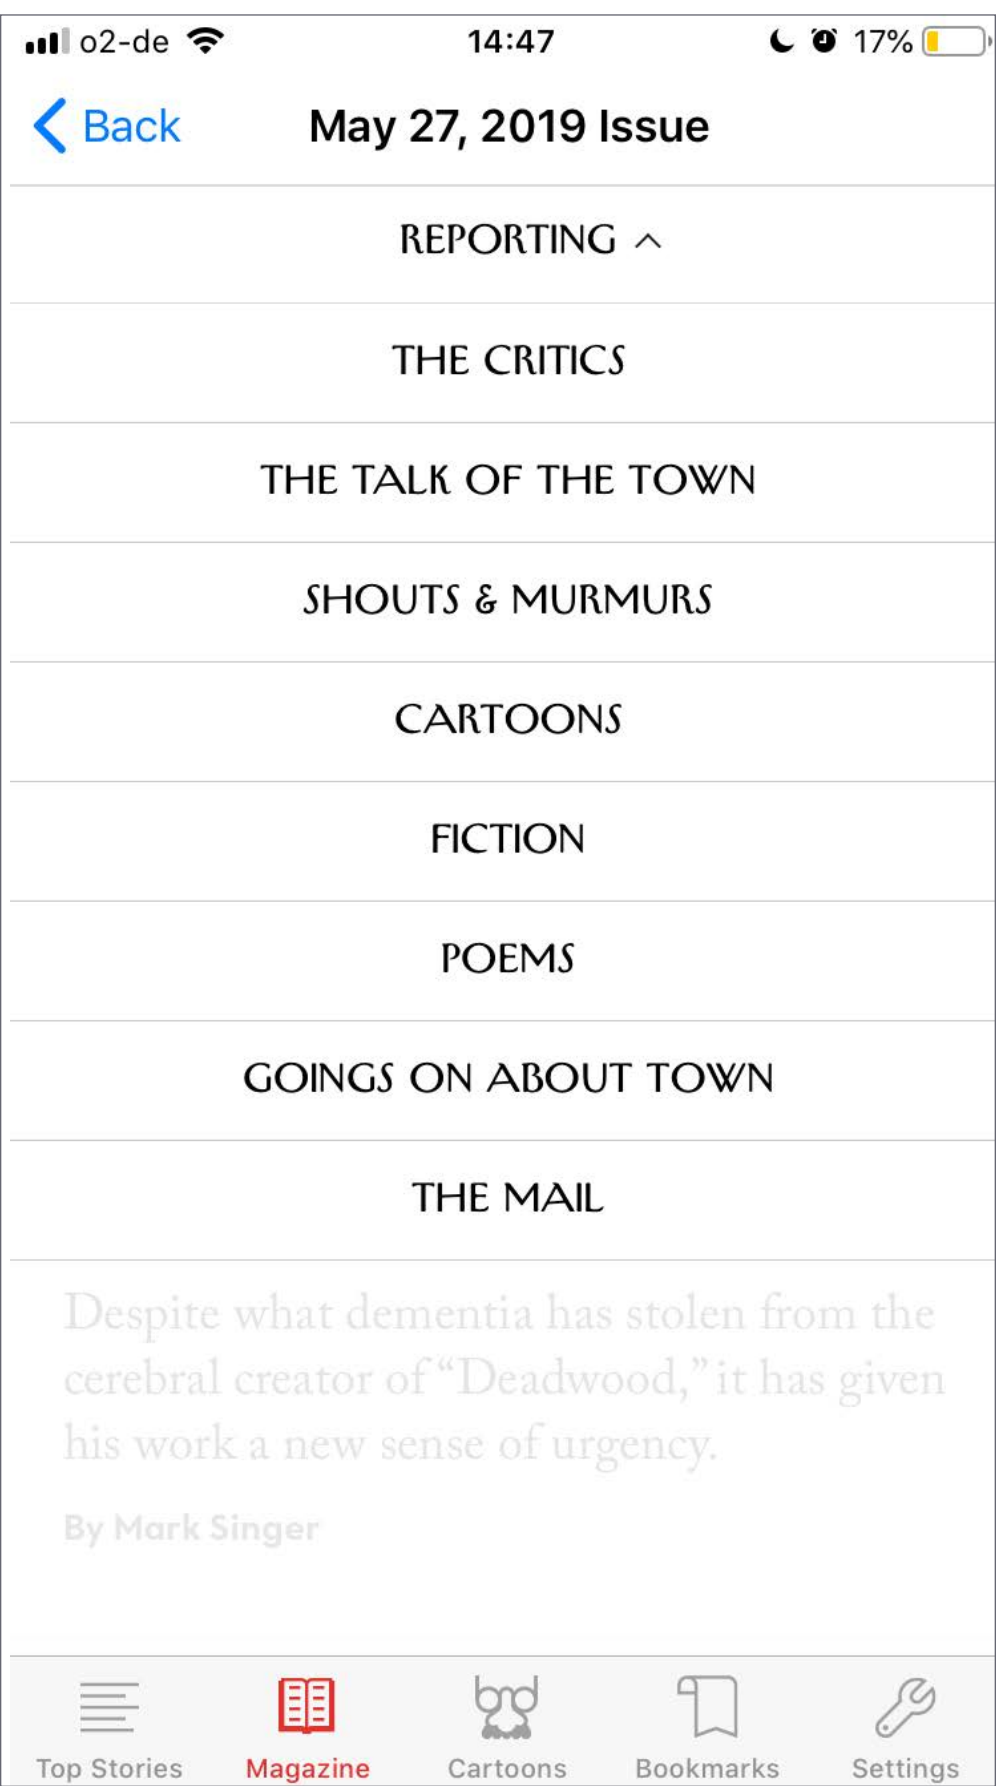 o2-de 14:47 17%
Back May 27, 2019 Issue
REPORTING
THE CRITICS
THE TALK OF THE TOWN
SHOUTS & MURMURS
CARTOONS
FICTION
POEMS
GOINGS ON ABOUT TOWN
THE MAIL
Despite what dementia has stolen from the
cerebral creator of “Deadwood,” it has given
his work a new sense of urgency.
By Mark Singer
Top Stories Magazine Cartoons Bookmarks Settings